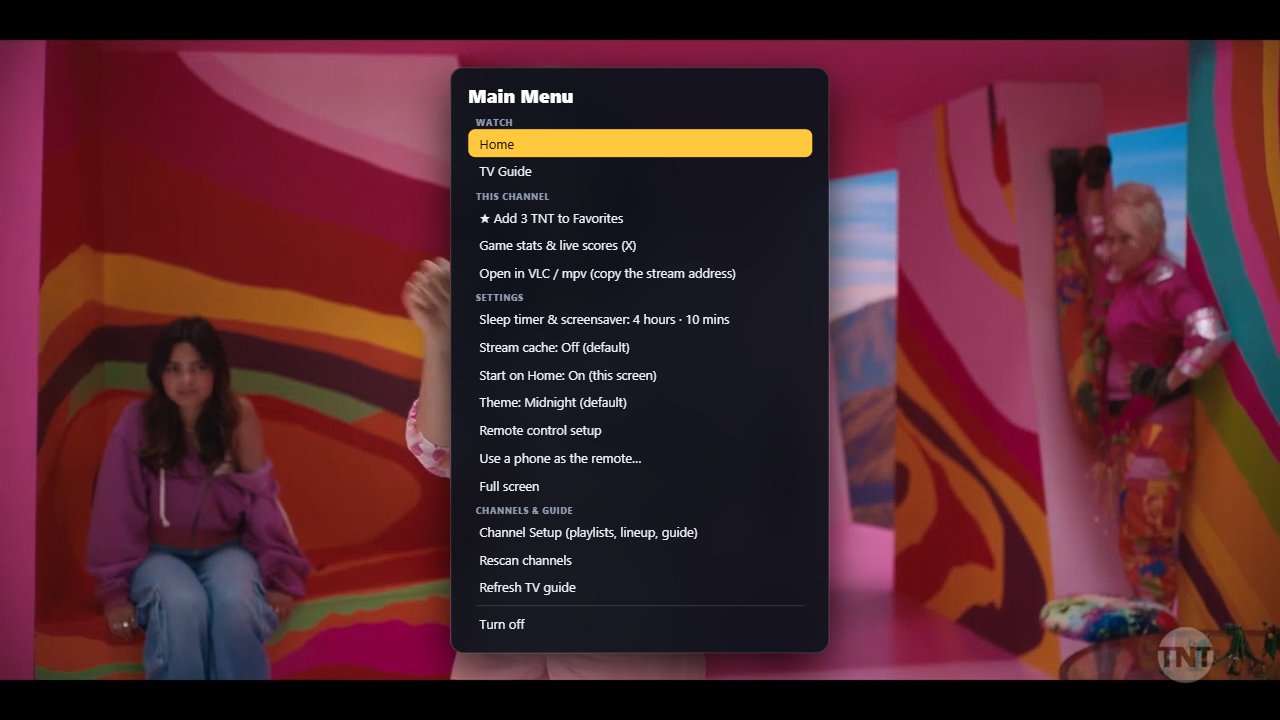 Main Menu
WATCH
Home
TV Guide
THIS CHANNEL
★ Add 3 TNT to Favorites
Game stats & live scores (X)
Open in VLC / mpv (copy the stream address)
SETTINGS
Sleep timer & screensaver: 4 hours · 10 mins
Stream cache: Off (default)
Start on Home: On (this screen)
Theme: Midnight (default)
Remote control setup
Use a phone as the remote...
Full screen
CHANNELS & GUIDE
Channel Setup (playlists, lineup, guide)
Rescan channels
Refresh TV guide
Turn off
TNT